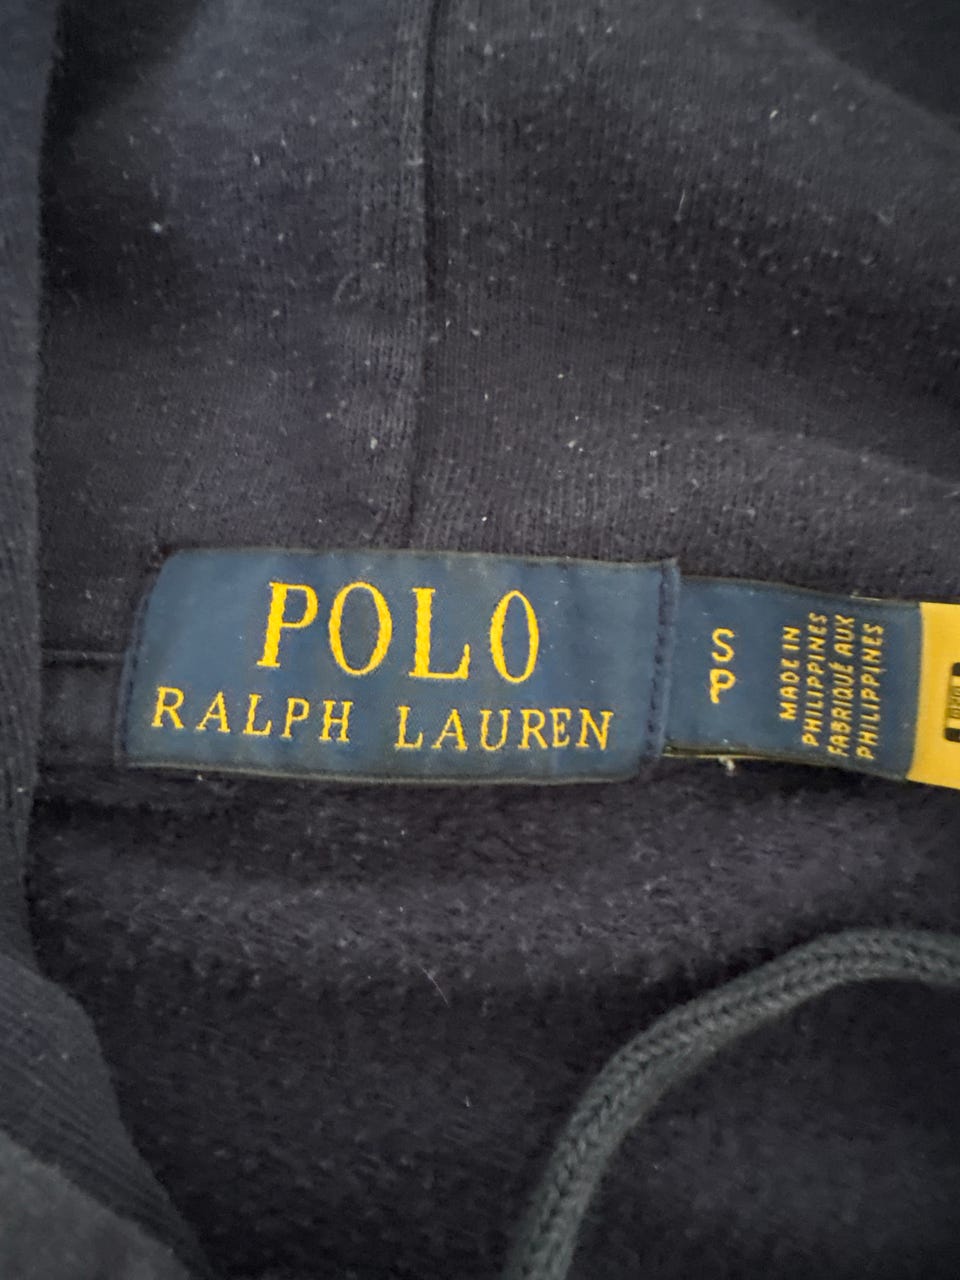 POLO
RALPH LAUREN
S
P
MADE IN
PHILIPPINES
FABRIQUÉ AUX
PHILIPPINES